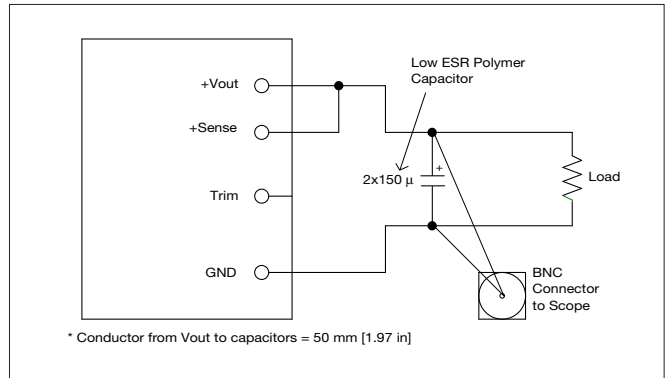 Low ESR Polymer
Capacitor
+Vout
+Sense
+
2x150 µ
Load
Trim
GND
BNC
Connector
to Scope
* Conductor from Vout to capacitors = 50 mm [1.97 in]